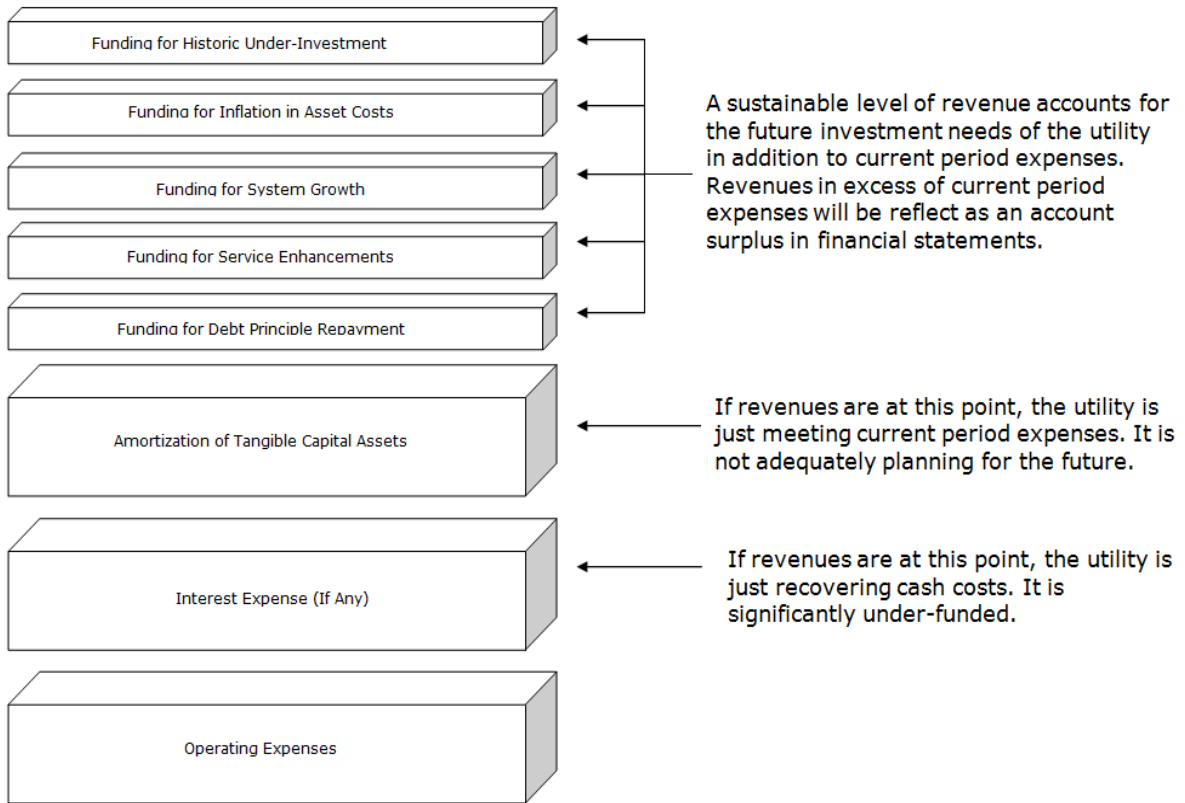 Funding for Historic Under-Investment
Funding for Inflation in Asset Costs
Funding for System Growth
Funding for Service Enhancements
Funding for Debt Principle Repayment
A sustainable level of revenue accounts for
the future investment needs of the utility
in addition to current period expenses.
Revenues in excess of current period
expenses will be reflect as an account
surplus in financial statements.
Amortization of Tangible Capital Assets
If revenues are at this point, the utility is
just meeting current period expenses. It is
not adequately planning for the future.
Interest Expense (If Any)
If revenues are at this point, the utility is
just recovering cash costs. It is
significantly under-funded.
Operating Expenses